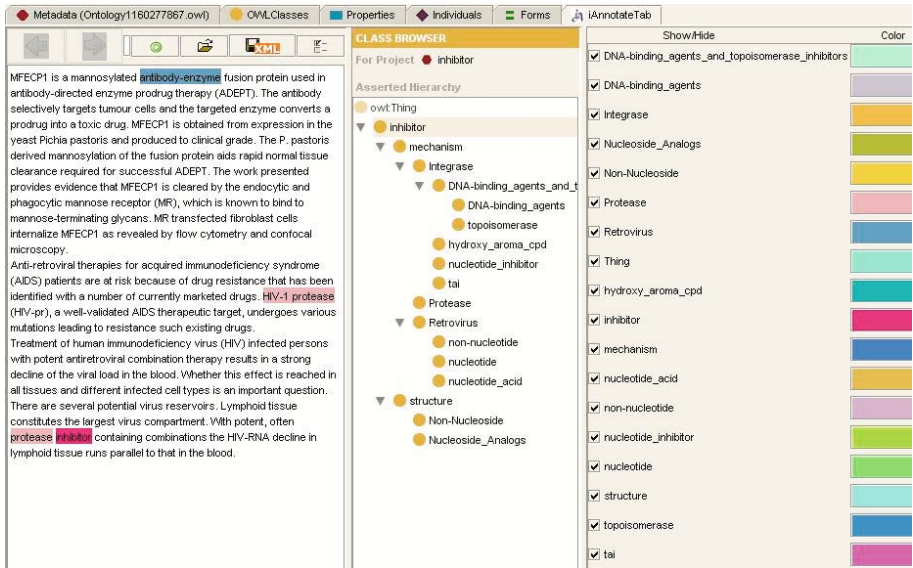 Metadata (Ontology1160277867.owl)
OWLClasses
Properties
Individuals
Forms
iAnnotateTab
XML
MFECP1 is a mannosylated antibody-enzyme fusion protein used in
antibody-directed enzyme prodrug therapy (ADEPT). The antibody
selectively targets tumour cells and the targeted enzyme converts a
prodrug into a toxic drug. MFECP1 is obtained from expression in the
yeast Pichia pastoris and produced to clinical grade. The P. pastoris
derived mannosylation of the fusion protein aids rapid normal tissue
clearance required for successful ADEPT. The work presented
provides evidence that MFECP1 is cleared by the endocytic and
phagocytic mannose receptor (MR), which is known to bind to
mannose-terminating glycans. MR transfected fibroblast cells
internalize MFECP1 as revealed by flow cytometry and confocal
microscopy.
Anti-retroviral therapies for acquired immunodeficiency syndrome
(AIDS) patients are at risk because of drug resistance that has been
identified with a number of currently marketed drugs. HIV-1 protease
(HIV-pr), a well-validated AIDS therapeutic target, undergoes various
mutations leading to resistance such existing drugs.
Treatment of human immunodeficiency virus (HIV) infected persons
with potent antiretroviral combination therapy results in a strong
decline of the viral load in the blood. Whether this effect is reached in
all tissues and different infected cell types is an important question.
There are several potential virus reservoirs. Lymphoid tissue
constitutes the largest virus compartment. With potent, often
protease inhibitor containing combinations the HIV-RNA decline in
lymphoid tissue runs parallel to that in the blood.
CLASS BROWSER
For Project inhibitor
Asserted Hierarchy
owl:Thing
inhibitor
mechanism
Integrase
DNA-binding_agents_and_t
DNA-binding_agents
topoisomerase
hydroxy_aroma_cpd
nucleotide_inhibitor
tai
Protease
Retrovirus
non-nucleotide
nucleotide
nucleotide_acid
structure
Non-Nucleoside
Nucleoside_Analogs
Show/Hide Color
DNA-binding_agents_and_topoisomerase_inhibitors
DNA-binding_agents
Integrase
Nucleoside_Analogs
Non-Nucleoside
Protease
Retrovirus
Thing
hydroxy_aroma_cpd
inhibitor
mechanism
nucleotide_acid
non-nucleotide
nucleotide_inhibitor
nucleotide
structure
topoisomerase
tai